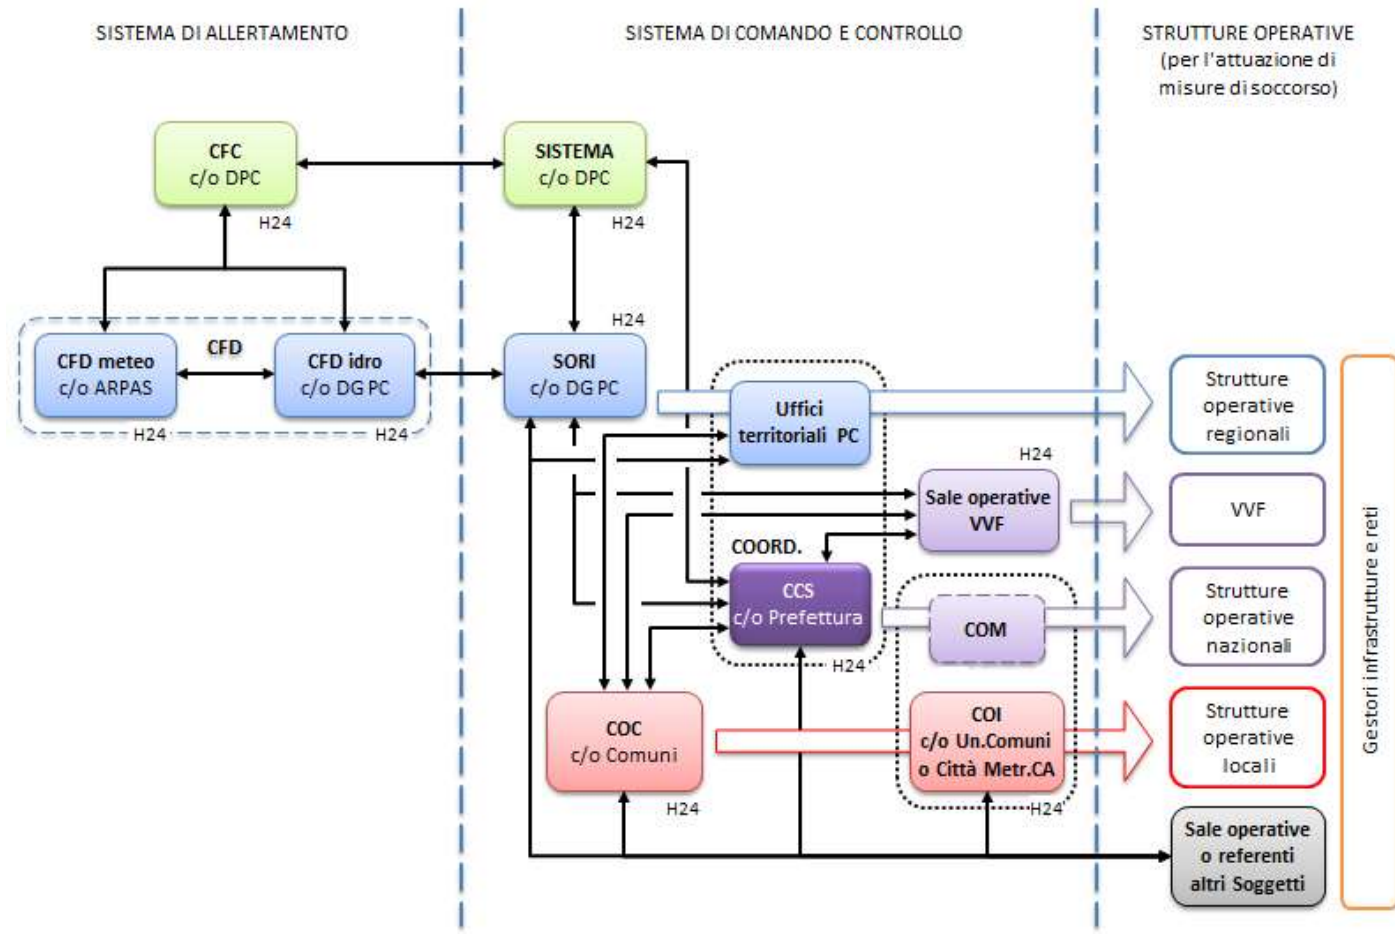 SISTEMA DI ALLERTAMENTO
SISTEMA DI COMANDO E CONTROLLO
STRUTTURE OPERATIVE
(per l'attuazione di
misure di soccorso)
CFC
c/o DPC
H24
SISTEMA
c/o DPC
H24
CFD meteo
c/o ARPAS
H24
CFD
CFD idro
c/o DG PC
H24
H24
SORI
c/o DG PC
Uffici
territoriali PC
Strutture
operative
regionali
H24
Sale operative
VVF
VVF
COORD.
CCS
c/o Prefettura
H24
COM
Strutture
operative
nazionali
COC
c/o Comuni
H24
COI
c/o Un.Comuni
o Città Metr.CA
H24
Strutture
operative
locali
Sale operative
o referenti
altri Soggetti
Gestori infrastrutture e reti